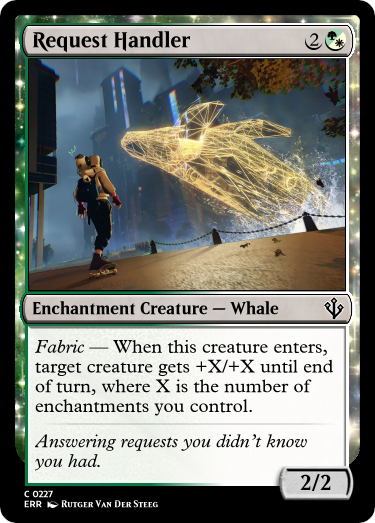 Request Handler 2
Enchantment Creature — Whale
Fabric — When this creature enters,
target creature gets +X/+X until end
of turn, where X is the number of
enchantments you control.
Answering requests you didn't know
you had.
2/2
C 0227
ERR Rutger Van Der Steeg